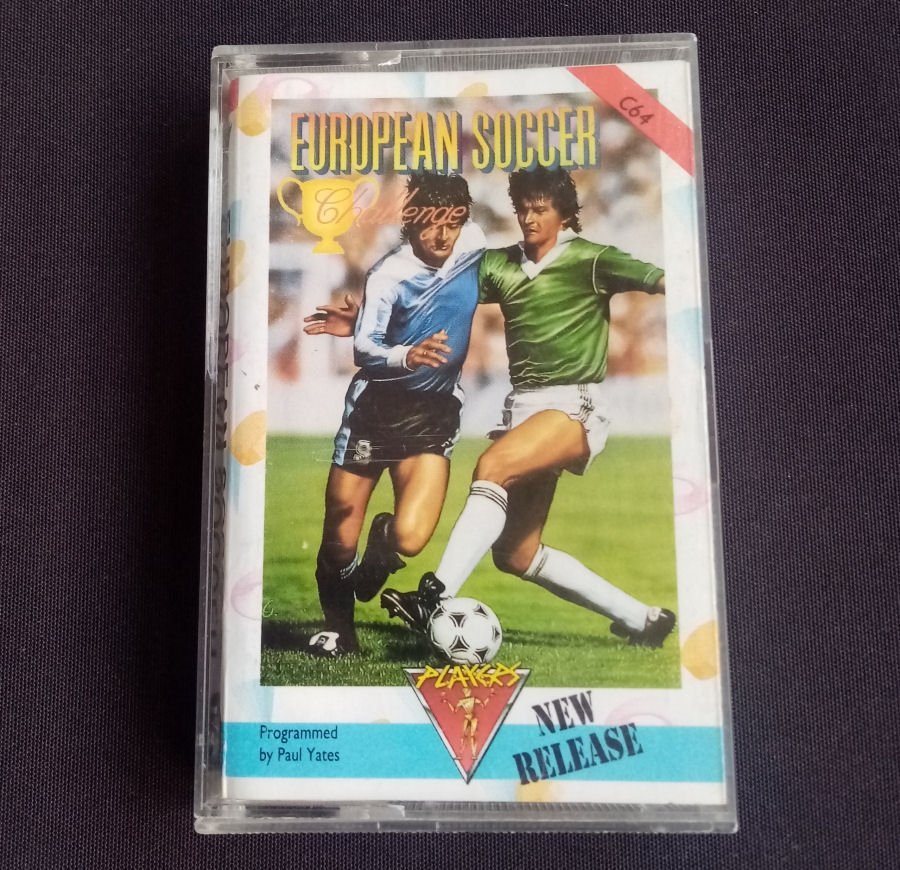 C64
EUROPEAN SOCCER
Challenge
PLAYERS
NEW
RELEASE
Programmed
by Paul Yates